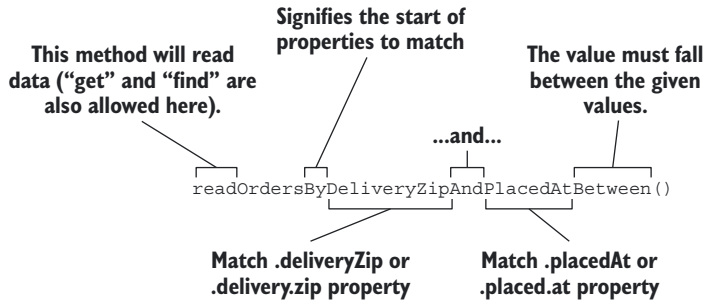 Signifies the start of
properties to match
This method will read
data (“get” and “find” are
also allowed here).
The value must fall
between the given
values.
...and...
readOrdersByDeliveryZipAndPlacedAtBetween()
Match .deliveryZip or
.delivery.zip property
Match .placedAt or
.placed.at property